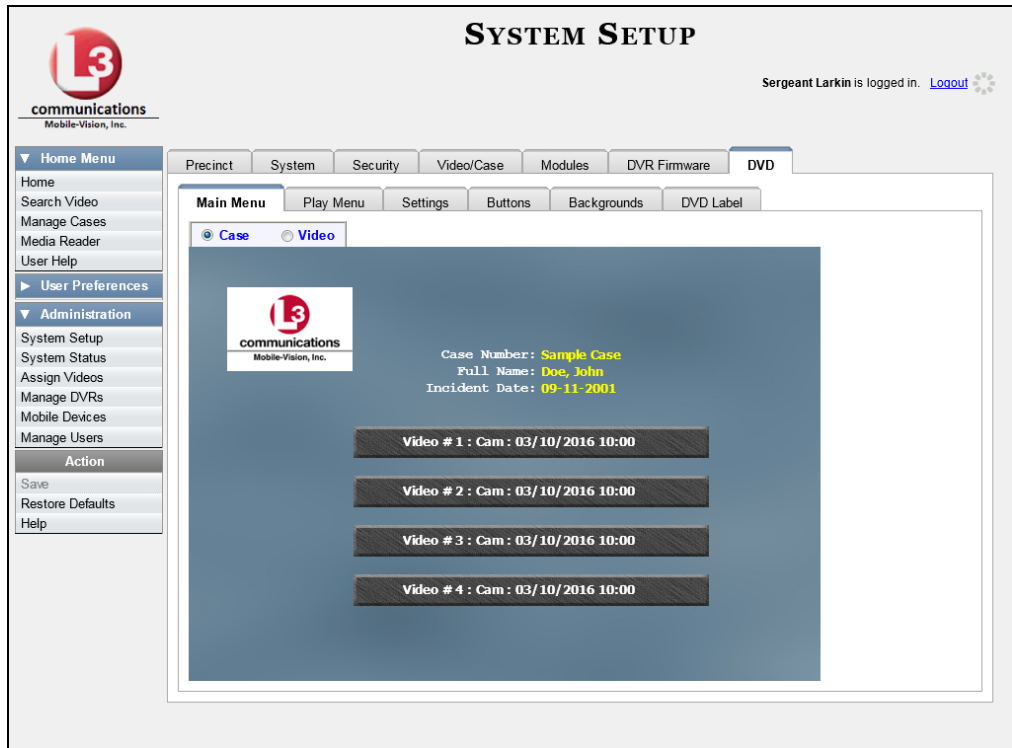 SYSTEM SETUP
L3
communications
Mobile-Vision, Inc.
Sergeant Larkin is logged in. Logout
▼ Home Menu
Home
Search Video
Manage Cases
Media Reader
User Help
▶ User Preferences
▼ Administration
System Setup
System Status
Assign Videos
Manage DVRs
Mobile Devices
Manage Users
Action
Save
Restore Defaults
Help
Precinct System Security Video/Case Modules DVR Firmware DVD
Main Menu Play Menu Settings Buttons Backgrounds DVD Label
Case Video
L3
communications
Mobile-Vision, Inc.
Case Number: Sample Case
Full Name: Doe, John
Incident Date: 09-11-2001
Video # 1 : Cam : 03/10/2016 10:00
Video # 2 : Cam : 03/10/2016 10:00
Video # 3 : Cam : 03/10/2016 10:00
Video # 4 : Cam : 03/10/2016 10:00